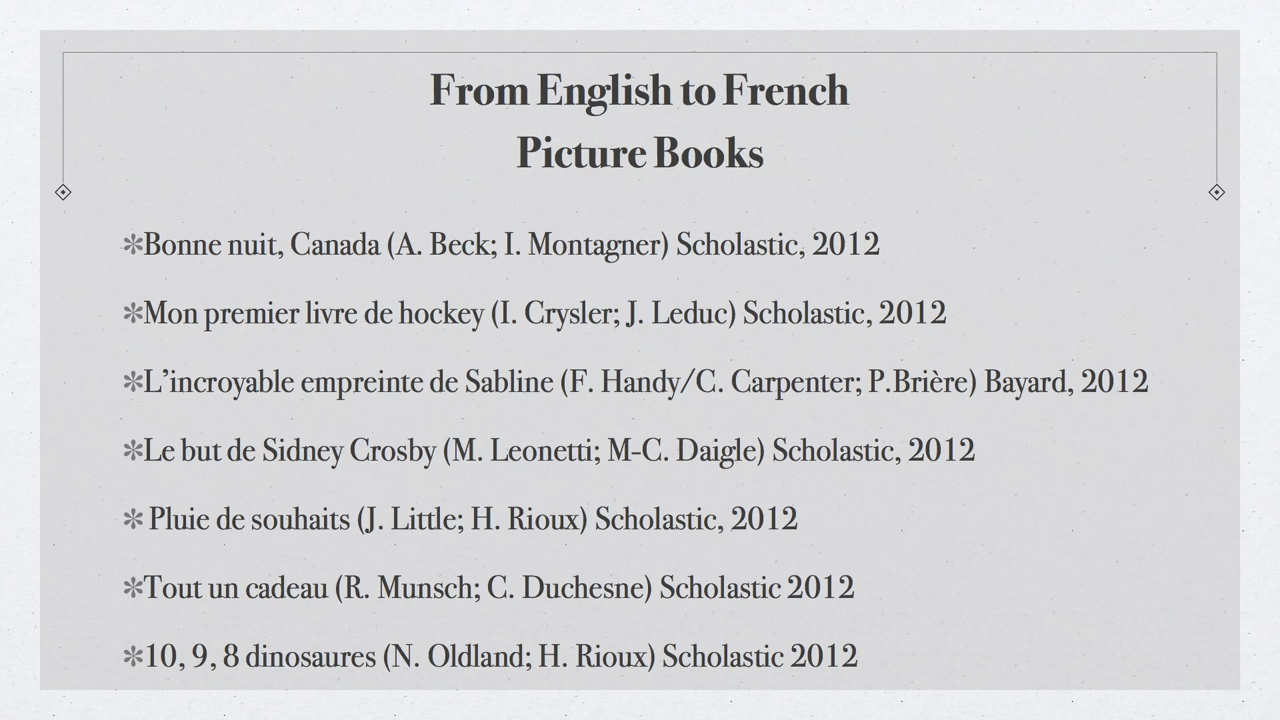 From English to French
Picture Books
✻Bonne nuit, Canada (A. Beck; I. Montagner) Scholastic, 2012
✻Mon premier livre de hockey (I. Crysler; J. Leduc) Scholastic, 2012
✻L’incroyable empreinte de Sabline (F. Handy/C. Carpenter; P.Brière) Bayard, 2012
✻Le but de Sidney Crosby (M. Leonetti; M-C. Daigle) Scholastic, 2012
✻ Pluie de souhaits (J. Little; H. Rioux) Scholastic, 2012
✻Tout un cadeau (R. Munsch; C. Duchesne) Scholastic 2012
✻10, 9, 8 dinosaures (N. Oldland; H. Rioux) Scholastic 2012